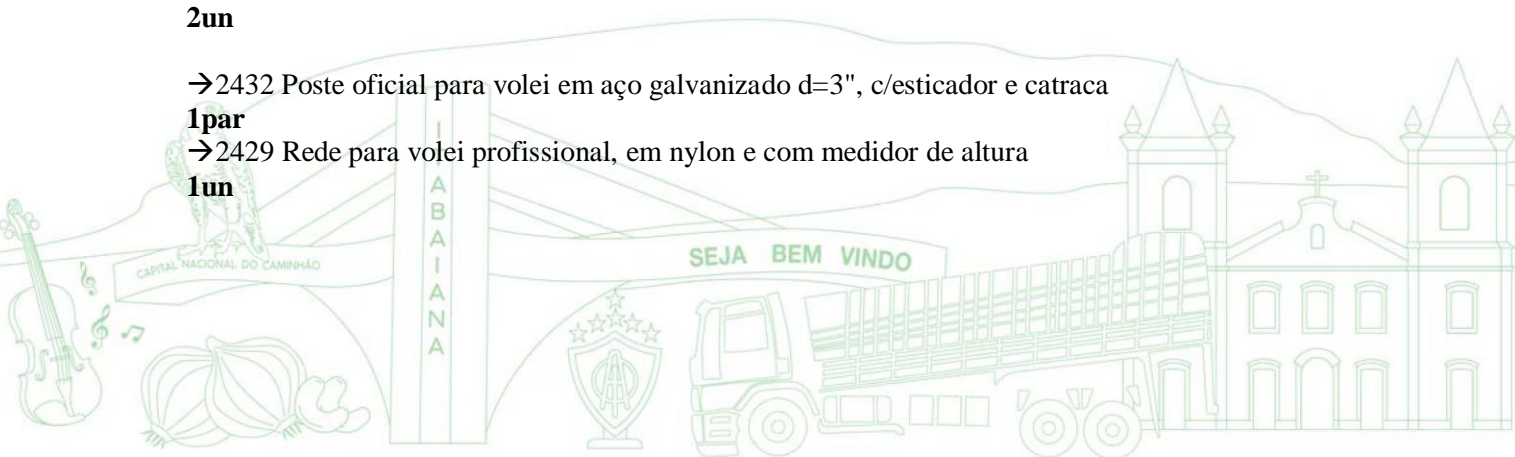 2un
→2432 Poste oficial para volei em aço galvanizado d=3", c/esticador e catraca
1par
→2429 Rede para volei profissional, em nylon e com medidor de altura
1un
ITABAIANA
CAPITAL NACIONAL DO CAMINHÃO
SEJA BEM VINDO